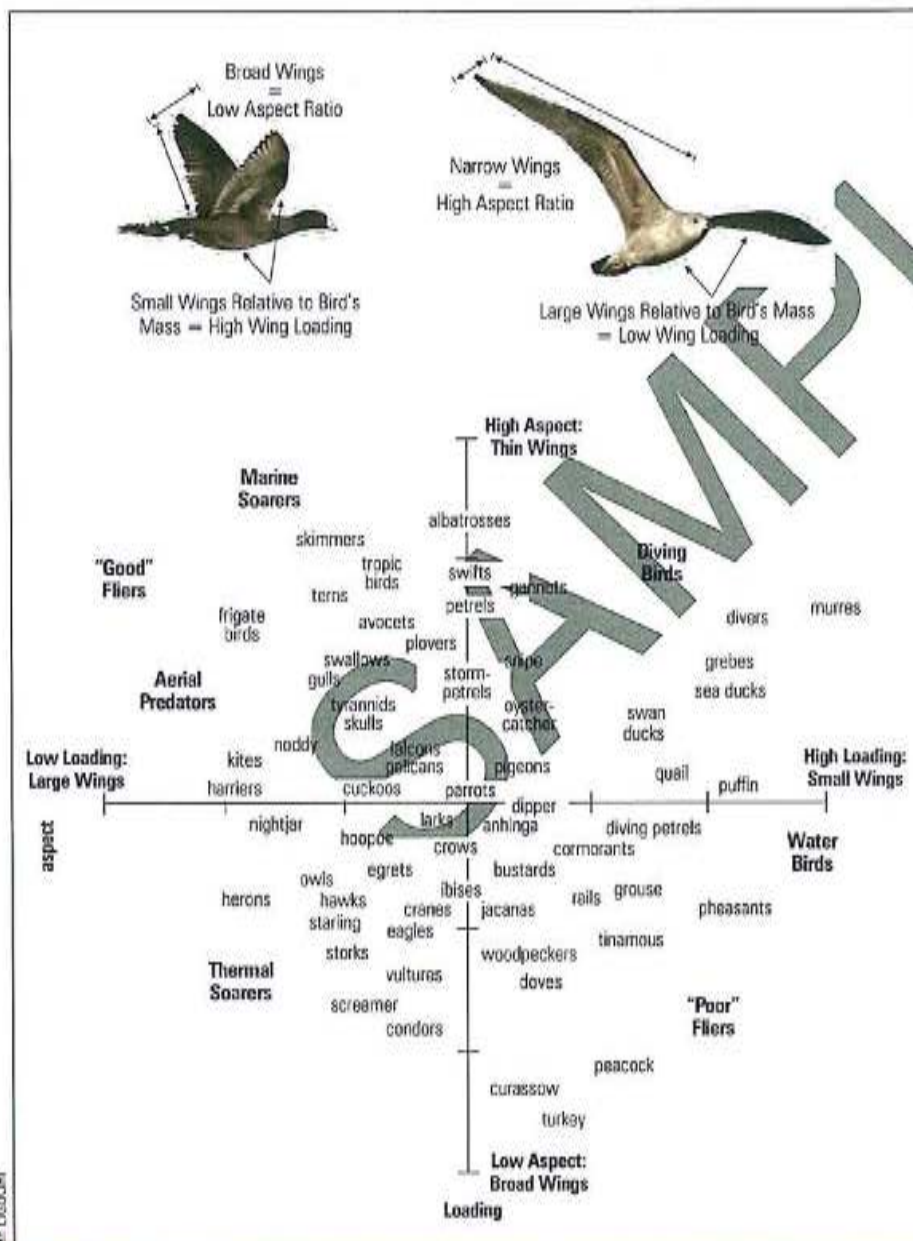 Broad Wings
=
Low Aspect Ratio
Narrow Wings
=
High Aspect Ratio
Small Wings Relative to Bird's
Mass = High Wing Loading
Large Wings Relative to Bird's Mass
= Low Wing Loading
High Aspect:
Thin Wings
Marine
Soarers
albatrosses
skimmers
Diving
Birds
"Good"
Fliers
tropic
birds
swifts
gannets
terns
petrels
frigate
birds
divers
murres
avocets
plovers
swallows
snipe
grebes
gulls
storm-
petrels
sea ducks
Aerial
Predators
tyrannids
skulls
oyster-
catcher
swan
ducks
noddy
falcons
kites
pelicans
pigeons
Low Loading:
Large Wings
High Loading:
Small Wings
quail
puffin
harriers
cuckoos
parrots
dipper
aspect
nightjar
larks
anhinga
diving petrels
hoopoe
crows
cormorants
Water
Birds
egrets
bustards
owls
ibises
grouse
herons
hawks
cranes
jacanas
rails
pheasants
starling
eagles
tinamous
storks
woodpeckers
Thermal
Soarers
vultures
doves
screamer
condors
"Poor"
Fliers
peacock
curassow
turkey
Low Aspect:
Broad Wings
Loading